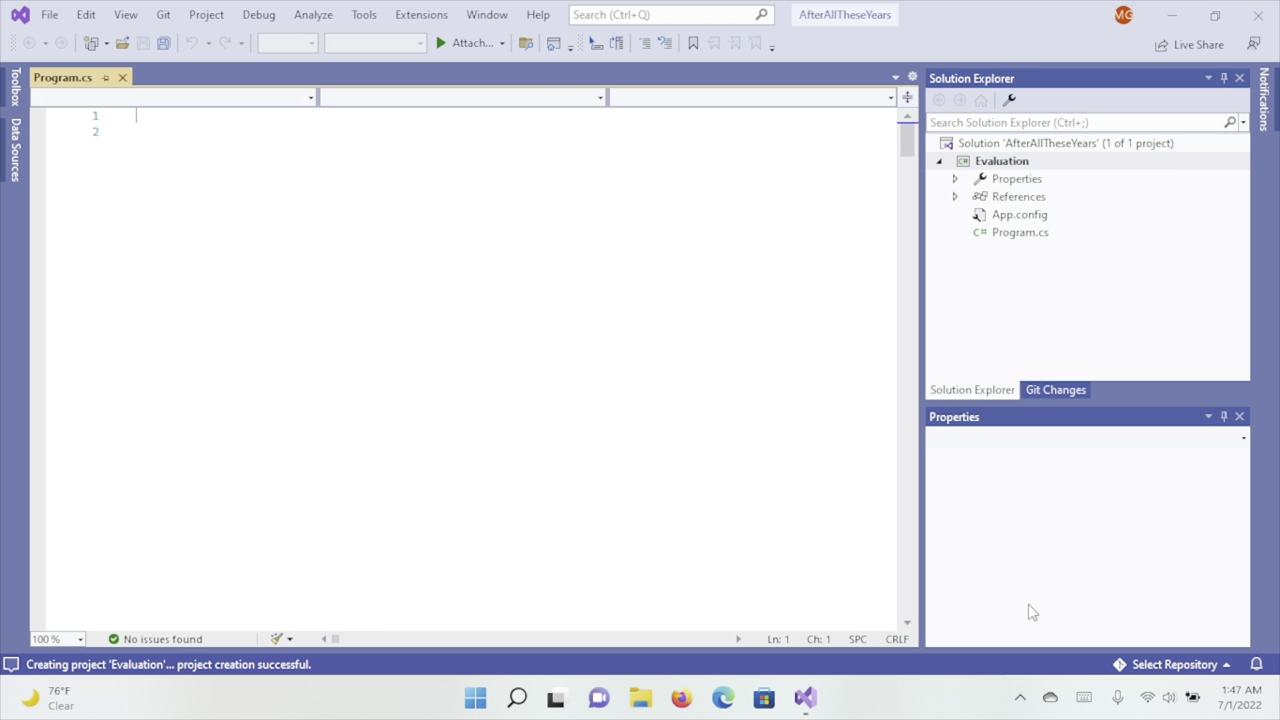 File Edit View Git Project Debug Analyze Tools Extensions Window Help Search (Ctrl+Q) AfterAllTheseYears MG
Attach... Live Share
Toolbox
Data Sources
Program.cs
1
2
100 % No issues found Ln: 1 Ch: 1 SPC CRLF
Solution Explorer
Search Solution Explorer (Ctrl+;)
Solution 'AfterAllTheseYears' (1 of 1 project)
C# Evaluation
Properties
References
App.config
C# Program.cs
Solution Explorer Git Changes
Properties
Notifications
Creating project 'Evaluation'... project creation successful. Select Repository
76°F
Clear
1:47 AM
7/1/2022